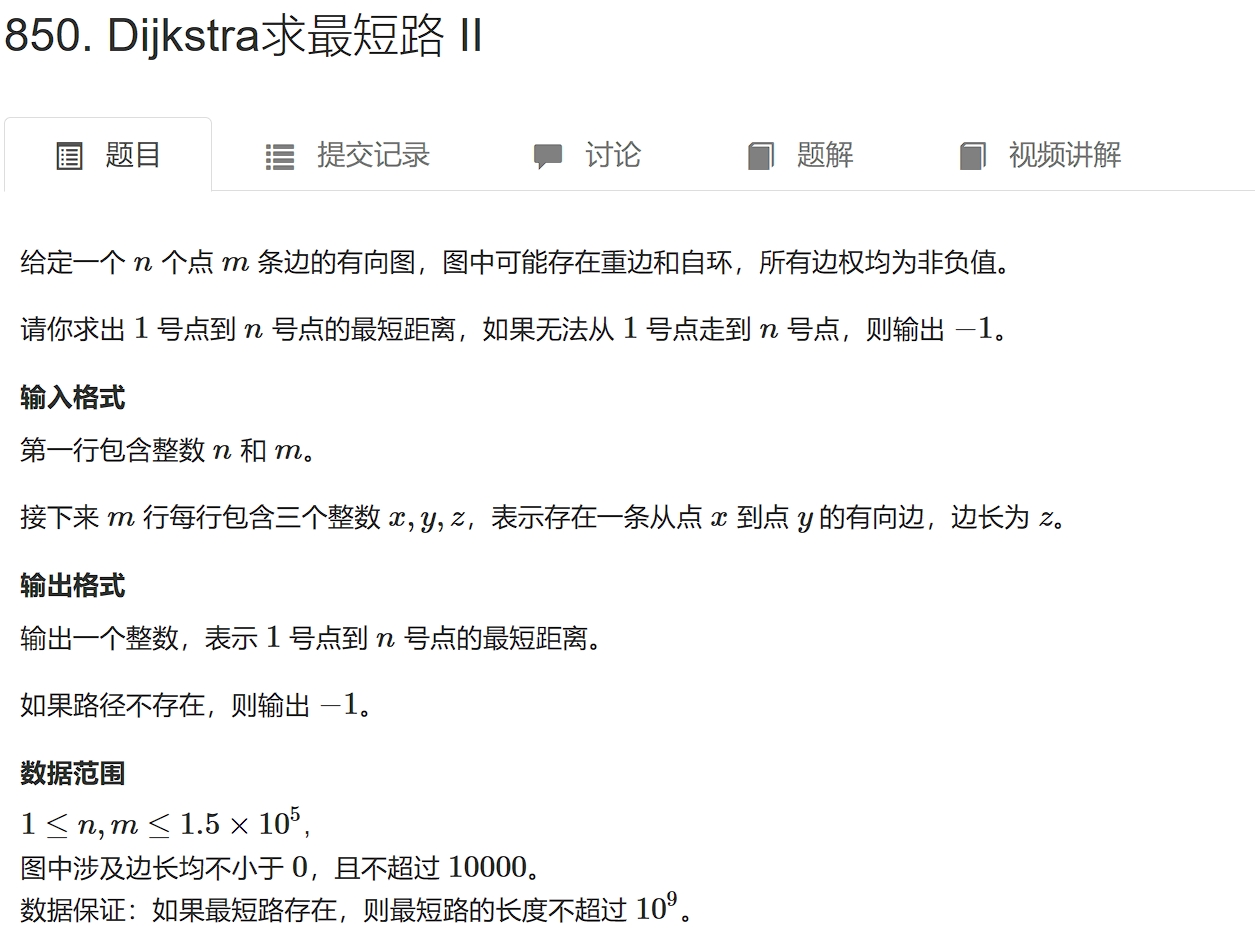 850. Dijkstra求最短路 II
题目 提交记录 讨论 题解 视频讲解
给定一个 n 个点 m 条边的有向图，图中可能存在重边和自环，所有边权均为非负值。
请你求出 1 号点到 n 号点的最短距离，如果无法从 1 号点走到 n 号点，则输出 −1。
输入格式
第一行包含整数 n 和 m。
接下来 m 行每行包含三个整数 x, y, z，表示存在一条从点 x 到点 y 的有向边，边长为 z。
输出格式
输出一个整数，表示 1 号点到 n 号点的最短距离。
如果路径不存在，则输出 −1。
数据范围
1 ≤ n, m ≤ 1.5 × 10⁵,
图中涉及边长均不小于 0，且不超过 10000。
数据保证：如果最短路存在，则最短路的长度不超过 10⁹。